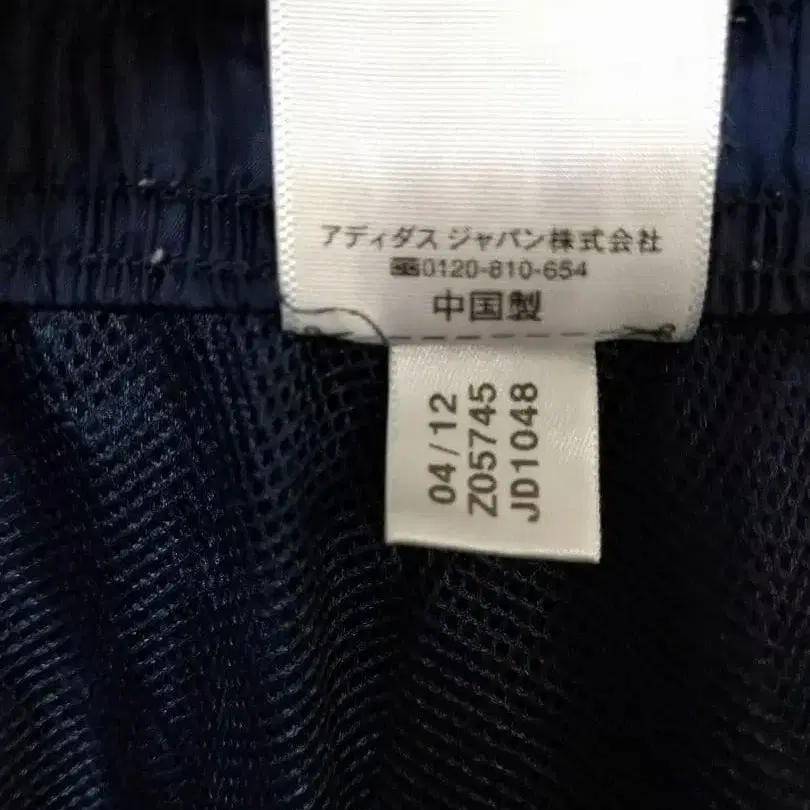 アディダス ジャパン株式会社
0120-810-654
中国製
04/12
Z05745
JD1048